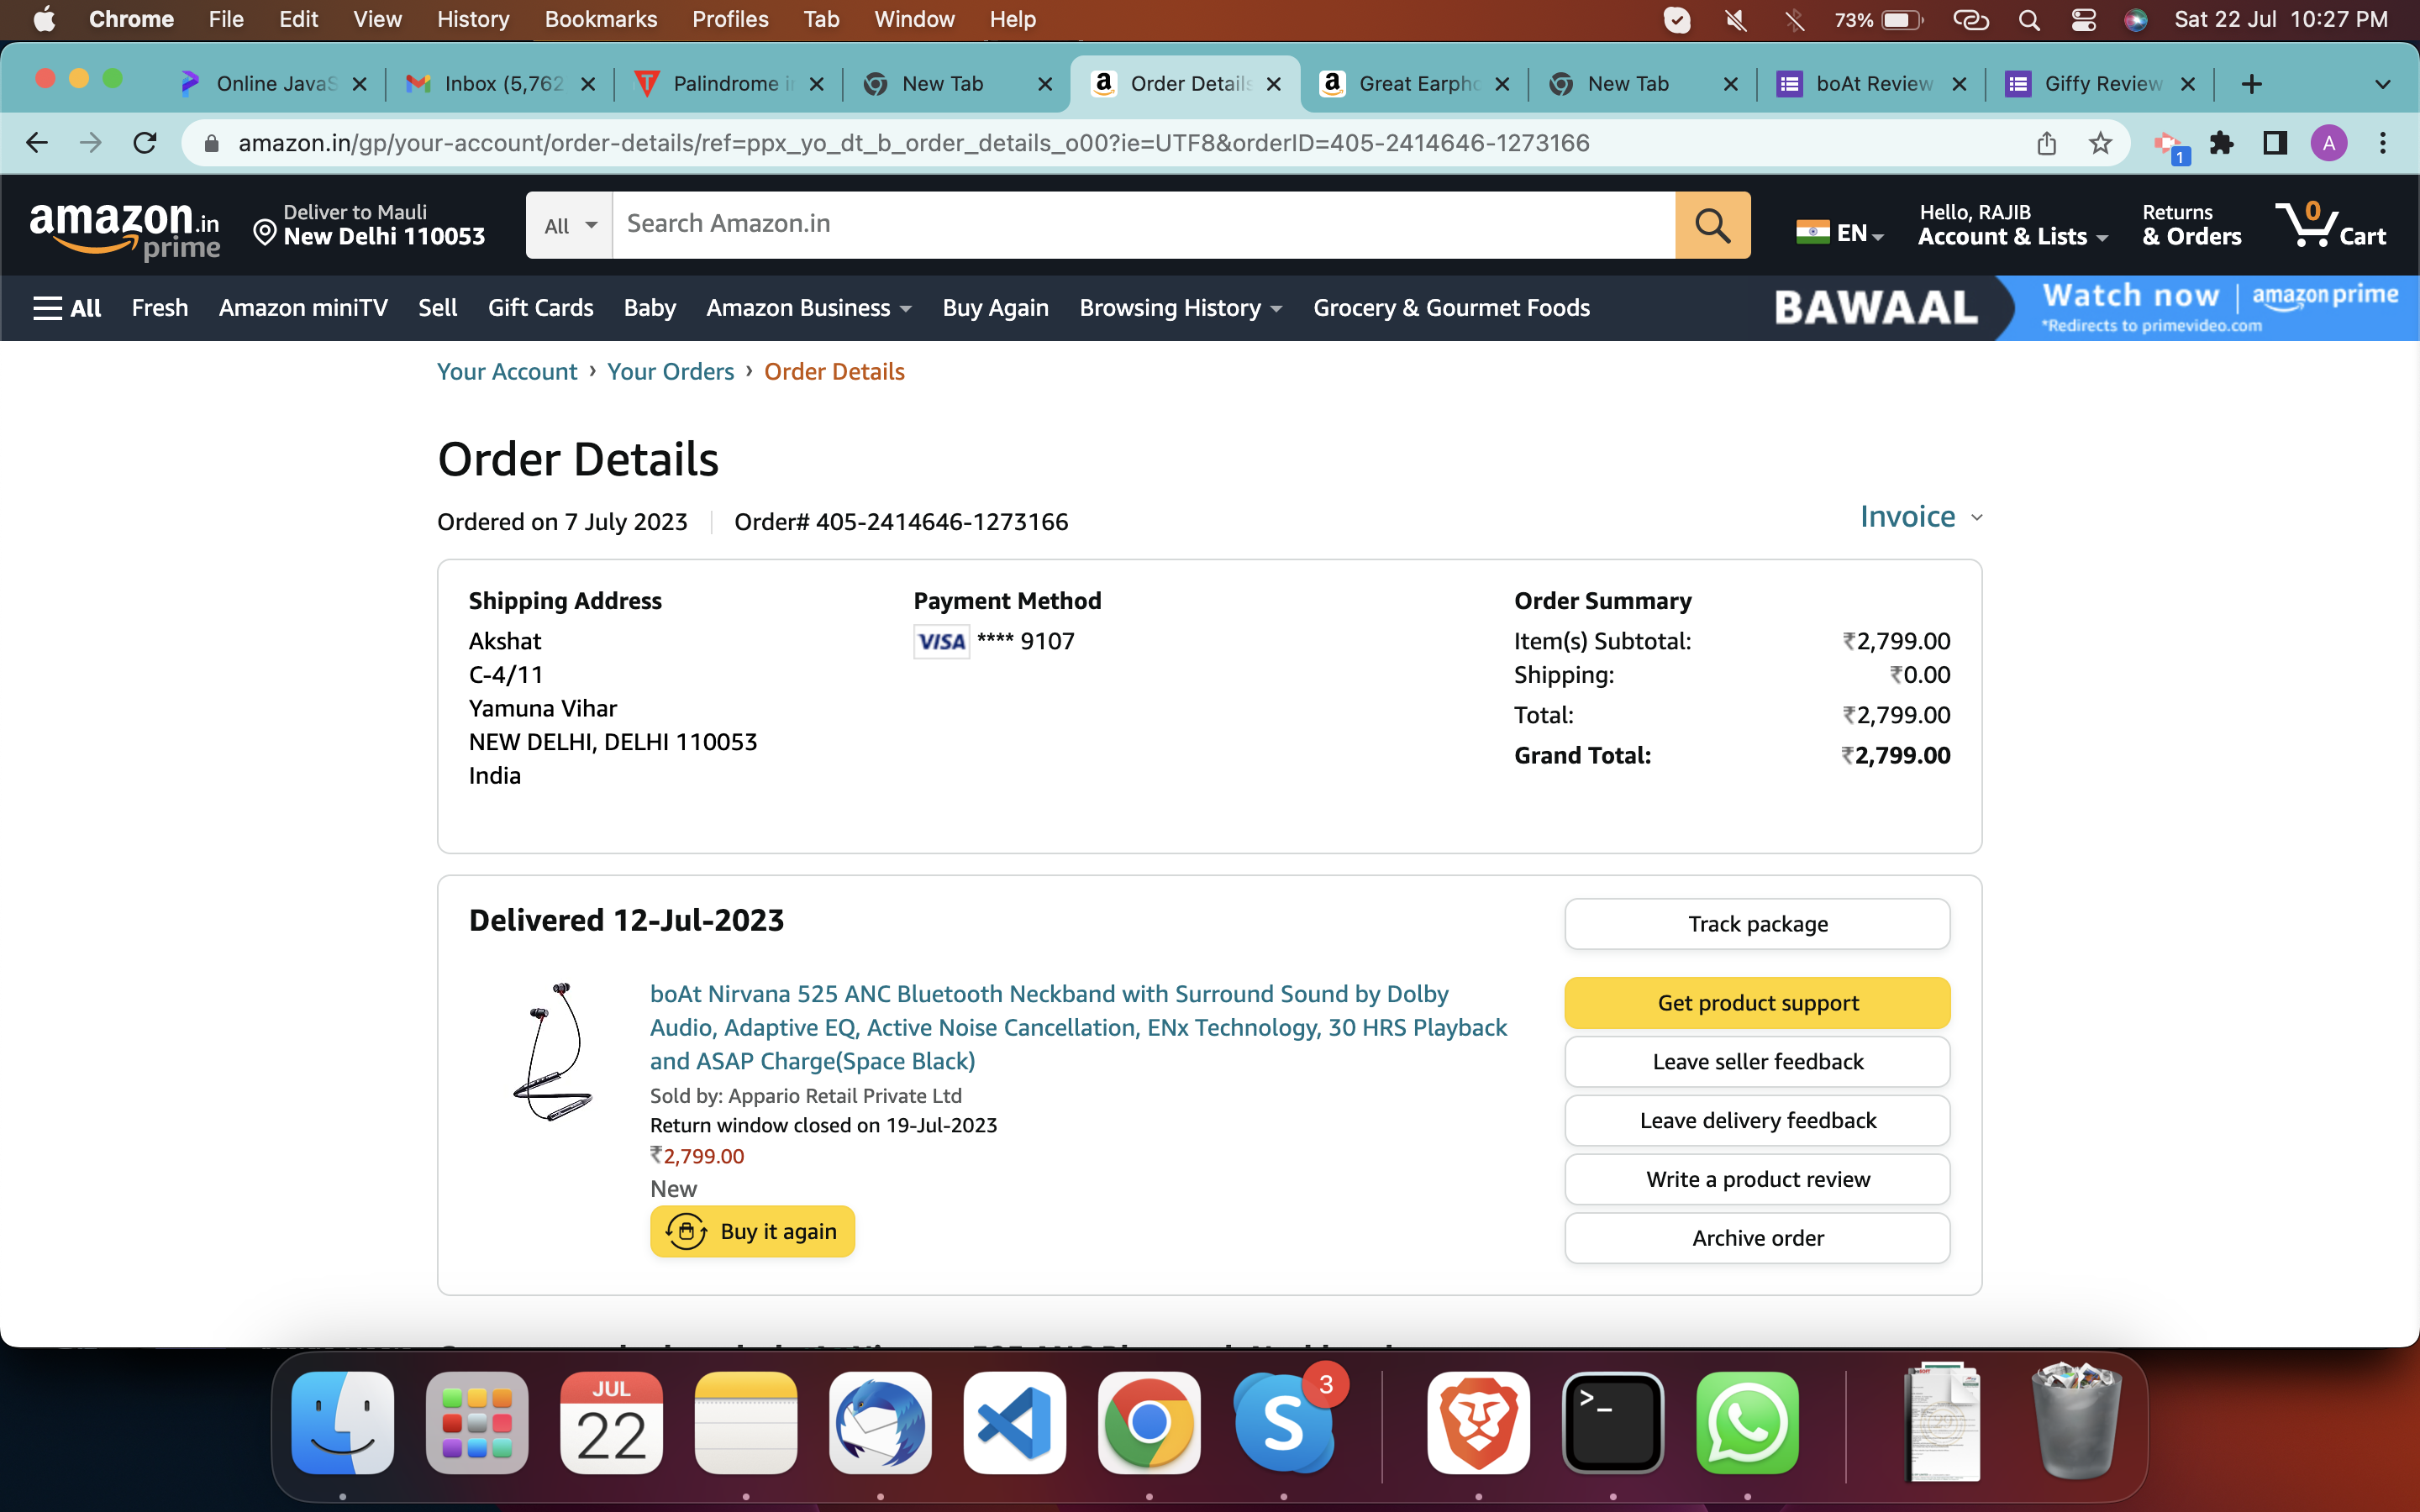 Chrome File Edit View History Bookmarks Profiles Tab Window Help 73% Sat 22 Jul 10:27 PM
Online JavaS Inbox (5,762 Palindrome i New Tab Order Details Great Earpho New Tab boAt Review Giffy Review
amazon.in/gp/your-account/order-details/ref=ppx_yo_dt_b_order_details_o00?ie=UTF8&orderID=405-2414646-1273166 1 A
amazon.in prime
Deliver to Mauli
New Delhi 110053
All Search Amazon.in
EN
Hello, RAJIB
Account & Lists
Returns
& Orders
0 Cart
All Fresh Amazon miniTV Sell Gift Cards Baby Amazon Business Buy Again Browsing History Grocery & Gourmet Foods
BAWAAL Watch now | amazon prime
*Redirects to primevideo.com
Your Account › Your Orders › Order Details
Order Details
Ordered on 7 July 2023 | Order# 405-2414646-1273166
Invoice
Shipping Address
Akshat
C-4/11
Yamuna Vihar
NEW DELHI, DELHI 110053
India
Payment Method
VISA **** 9107
Order Summary
Item(s) Subtotal: ₹2,799.00
Shipping: ₹0.00
Total: ₹2,799.00
Grand Total: ₹2,799.00
Delivered 12-Jul-2023
boAt Nirvana 525 ANC Bluetooth Neckband with Surround Sound by Dolby
Audio, Adaptive EQ, Active Noise Cancellation, ENx Technology, 30 HRS Playback
and ASAP Charge(Space Black)
Sold by: Appario Retail Private Ltd
Return window closed on 19-Jul-2023
₹2,799.00
New
Buy it again
Track package
Get product support
Leave seller feedback
Leave delivery feedback
Write a product review
Archive order
JUL
22
S
3
>_